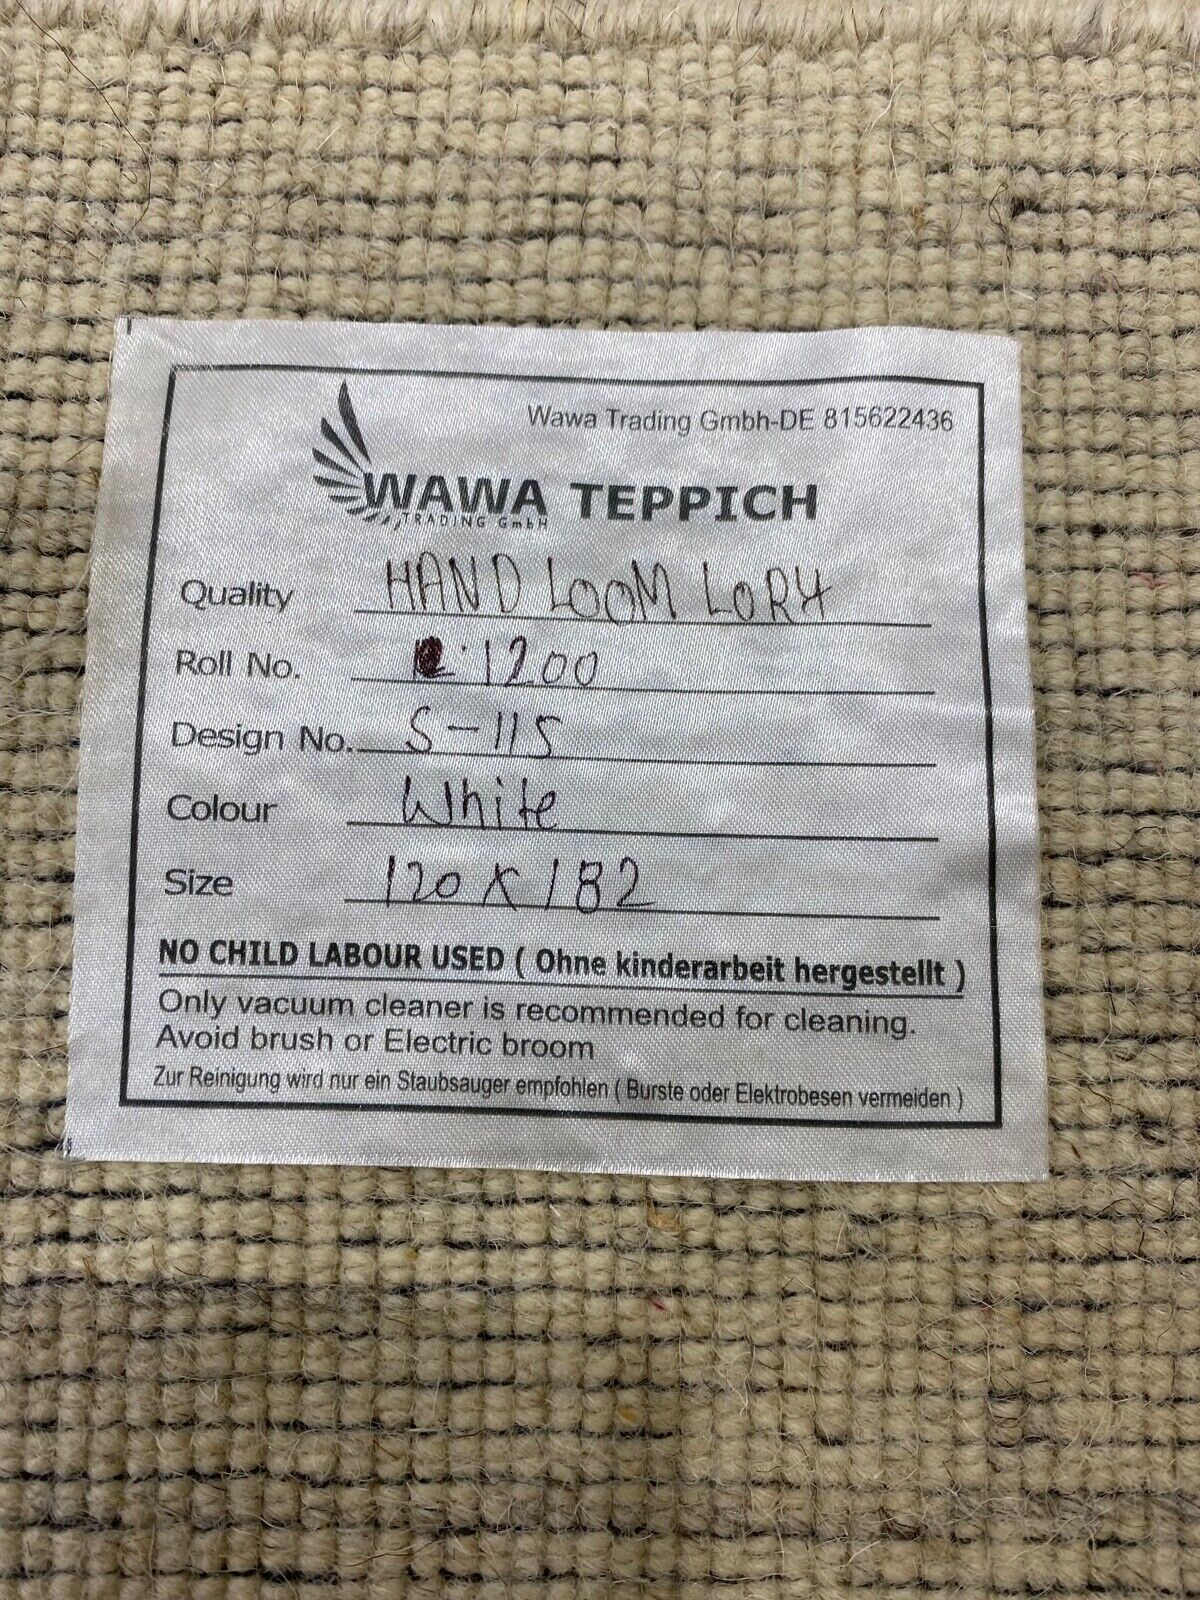 Wawa Trading Gmbh-DE 815622436
WAWA TEPPICH
TRADING GmbH
Quality HAND LOOM LORH
Roll No. 1200
Design No. S-115
Colour White
Size 120 X 182
NO CHILD LABOUR USED ( Ohne kinderarbeit hergestellt )
Only vacuum cleaner is recommended for cleaning.
Avoid brush or Electric broom
Zur Reinigung wird nur ein Staubsauger empfohlen ( Burste oder Elektrobesen vermeiden )